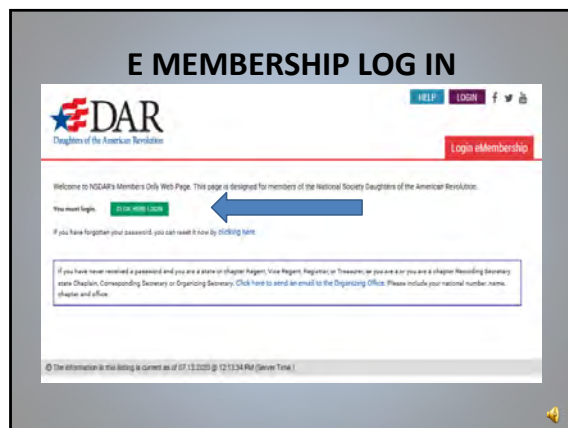 E MEMBERSHIP LOG IN
HELP LOGIN
DAR
Daughters of the American Revolution
Login eMembership
Welcome to NSDAR's Members Only Web Page. This page is designed for members of the National Society Daughters of the American Revolution.
You must login. CLICK HERE LOGIN
If you have forgotten your password, you can reset it now by clicking here.
If you have never received a password and you are a state or chapter Regent, Vice Regent, Registrar, or Treasurer, or you are a or you are a chapter Recording Secretary
state Chaplain, Corresponding Secretary or Organizing Secretary. Click here to send an email to the Organizing Office. Please include your national number, name,
chapter and office.
The information in this listing is current as of 07.13.2020 @ 12:13:34 PM (Server Time)